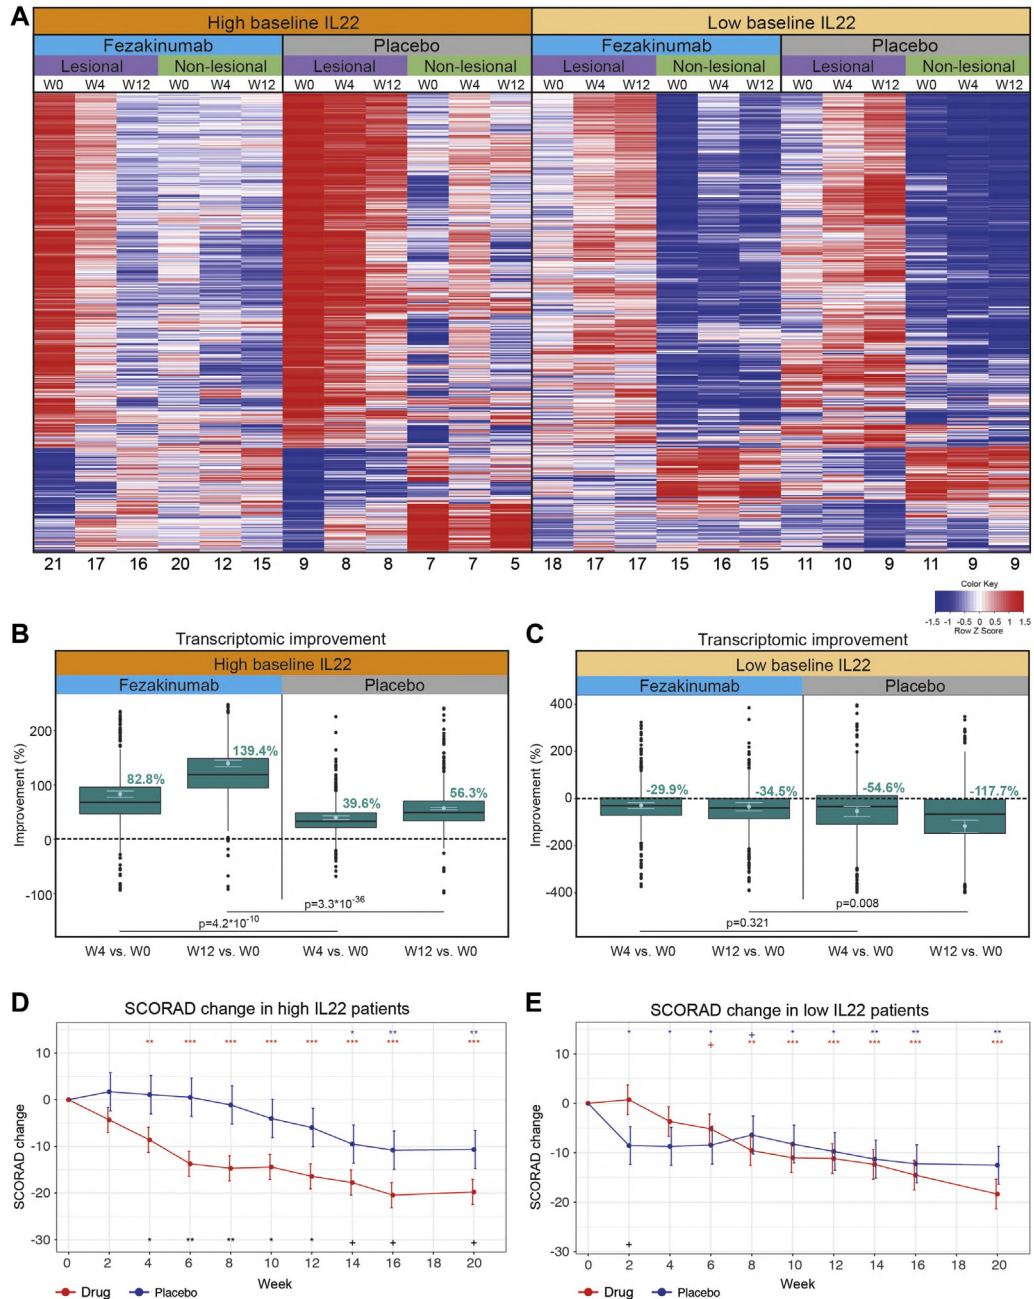 A
High baseline IL22 Low baseline IL22
Fezakinumab Placebo Fezakinumab Placebo
Lesional Non-lesional Lesional Non-lesional Lesional Non-lesional Lesional Non-lesional
W0 W4 W12 W0 W4 W12 W0 W4 W12 W0 W4 W12 W0 W4 W12 W0 W4 W12 W0 W4 W12 W0 W4 W12
21 17 16 20 12 15 9 8 8 7 7 5 18 17 17 15 16 15 11 10 9 11 9 9
Color Key
-1.5 -1 -0.5 0 0.5 1 1.5
Row Z Score
B
Transcriptomic improvement
High baseline IL22
Fezakinumab Placebo
Improvement (%)
200
100
0
-100
82.8% 139.4% 39.6% 56.3%
p=3.3*10-36
p=4.2*10-10
W4 vs. W0 W12 vs. W0 W4 vs. W0 W12 vs. W0
C
Transcriptomic improvement
Low baseline IL22
Fezakinumab Placebo
Improvement (%)
400
200
0
-200
-400
-29.9% -34.5% -54.6% -117.7%
p=0.008
p=0.321
W4 vs. W0 W12 vs. W0 W4 vs. W0 W12 vs. W0
D
SCORAD change in high IL22 patients
* ** **
** *** *** *** *** *** *** ***
SCORAD change
10
0
-10
-20
-30
* ** ** * * + + +
0 2 4 6 8 10 12 14 16 20
Week
Drug Placebo
E
SCORAD change in low IL22 patients
* * * + * * ** ** **
+ ** *** *** *** *** ***
SCORAD change
10
0
-10
-20
-30
*
+
0 2 4 6 8 10 12 14 16 20
Week
Drug Placebo